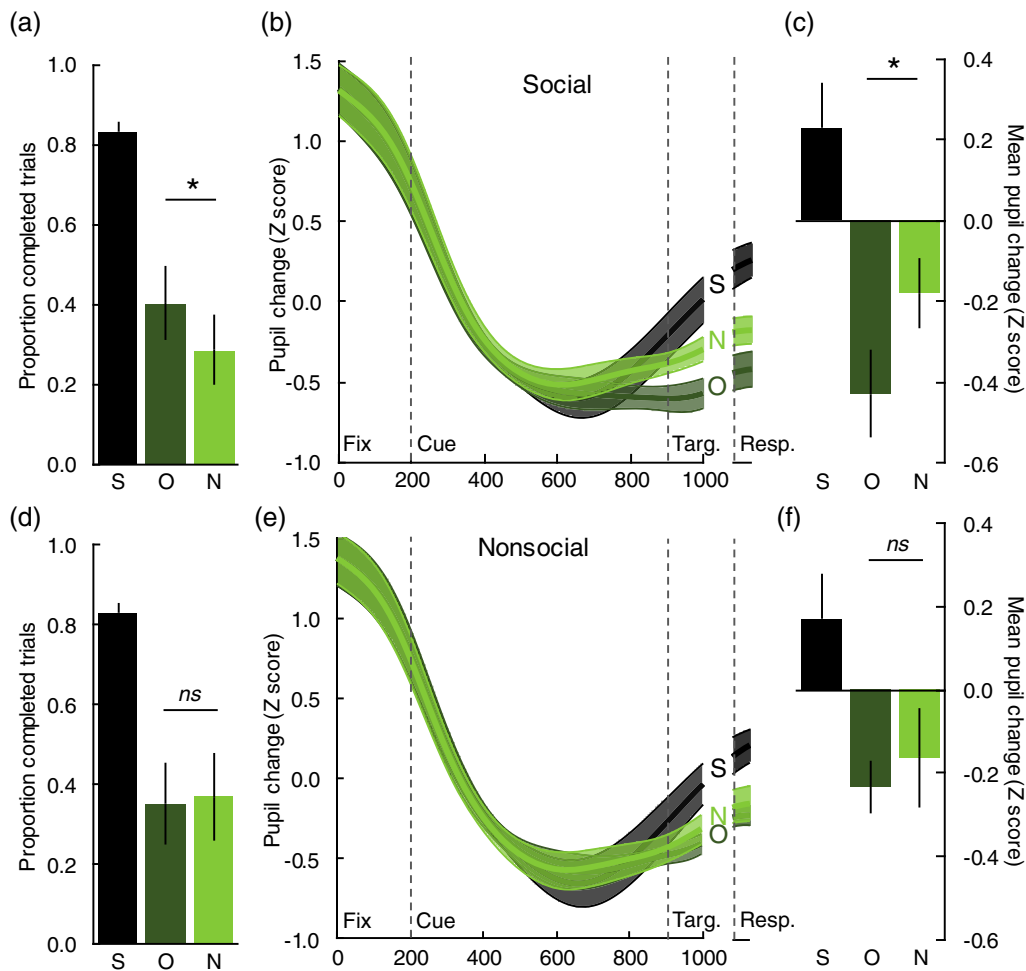 (a)
Proportion completed trials
1.0
0.8
0.6
0.4
0.2
0.0
*
S O N
(b)
Social
Pupil change (Z score)
1.5
1.0
0.5
0.0
-0.5
-1.0
S
N
O
Fix Cue Targ. Resp.
0 200 400 600 800 1000
(c)
*
0.4
0.2
0.0
-0.2
-0.4
-0.6
Mean pupil change (Z score)
S O N
(d)
Proportion completed trials
1.0
0.8
0.6
0.4
0.2
0.0
ns
S O N
(e)
Nonsocial
Pupil change (Z score)
1.5
1.0
0.5
0.0
-0.5
-1.0
S
N
O
Fix Cue Targ. Resp.
0 200 400 600 800 1000
(f)
ns
0.4
0.2
0.0
-0.2
-0.4
-0.6
Mean pupil change (Z score)
S O N